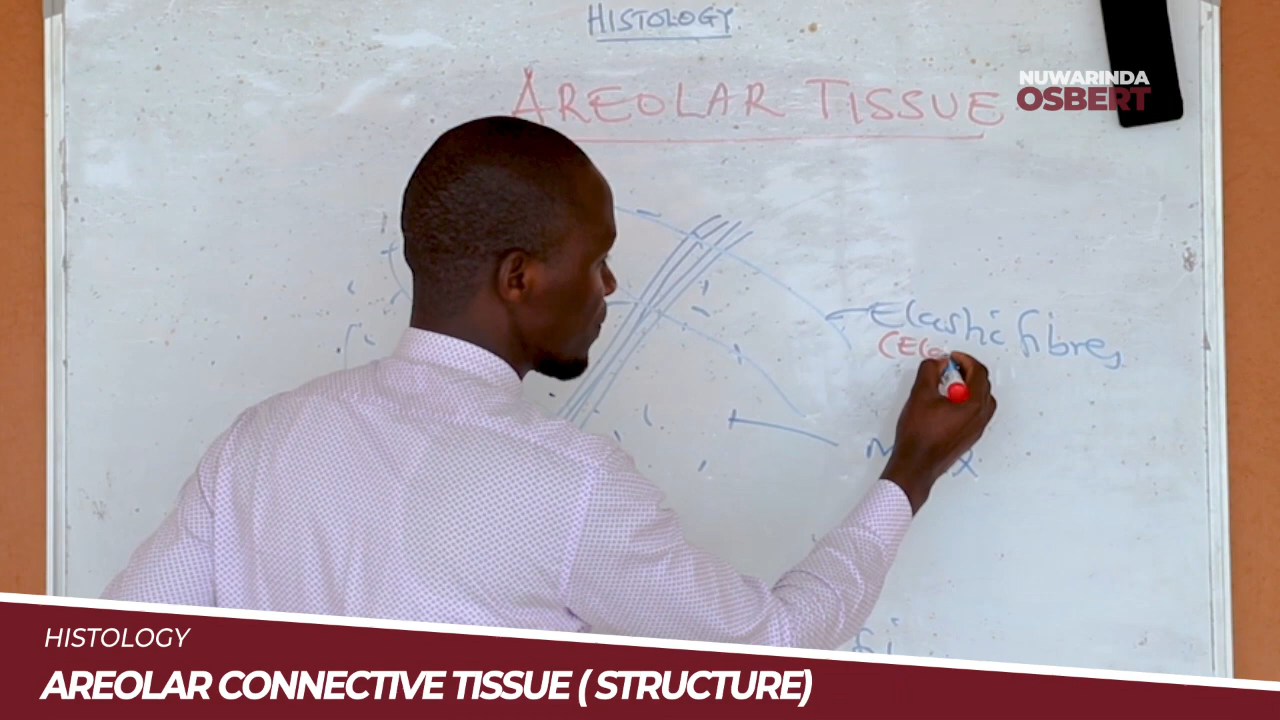 HISTOLOGY
AREOLAR TISSUE
NUWARINDA
OSBERT
Elastic fibres
HISTOLOGY
AREOLAR CONNECTIVE TISSUE ( STRUCTURE)